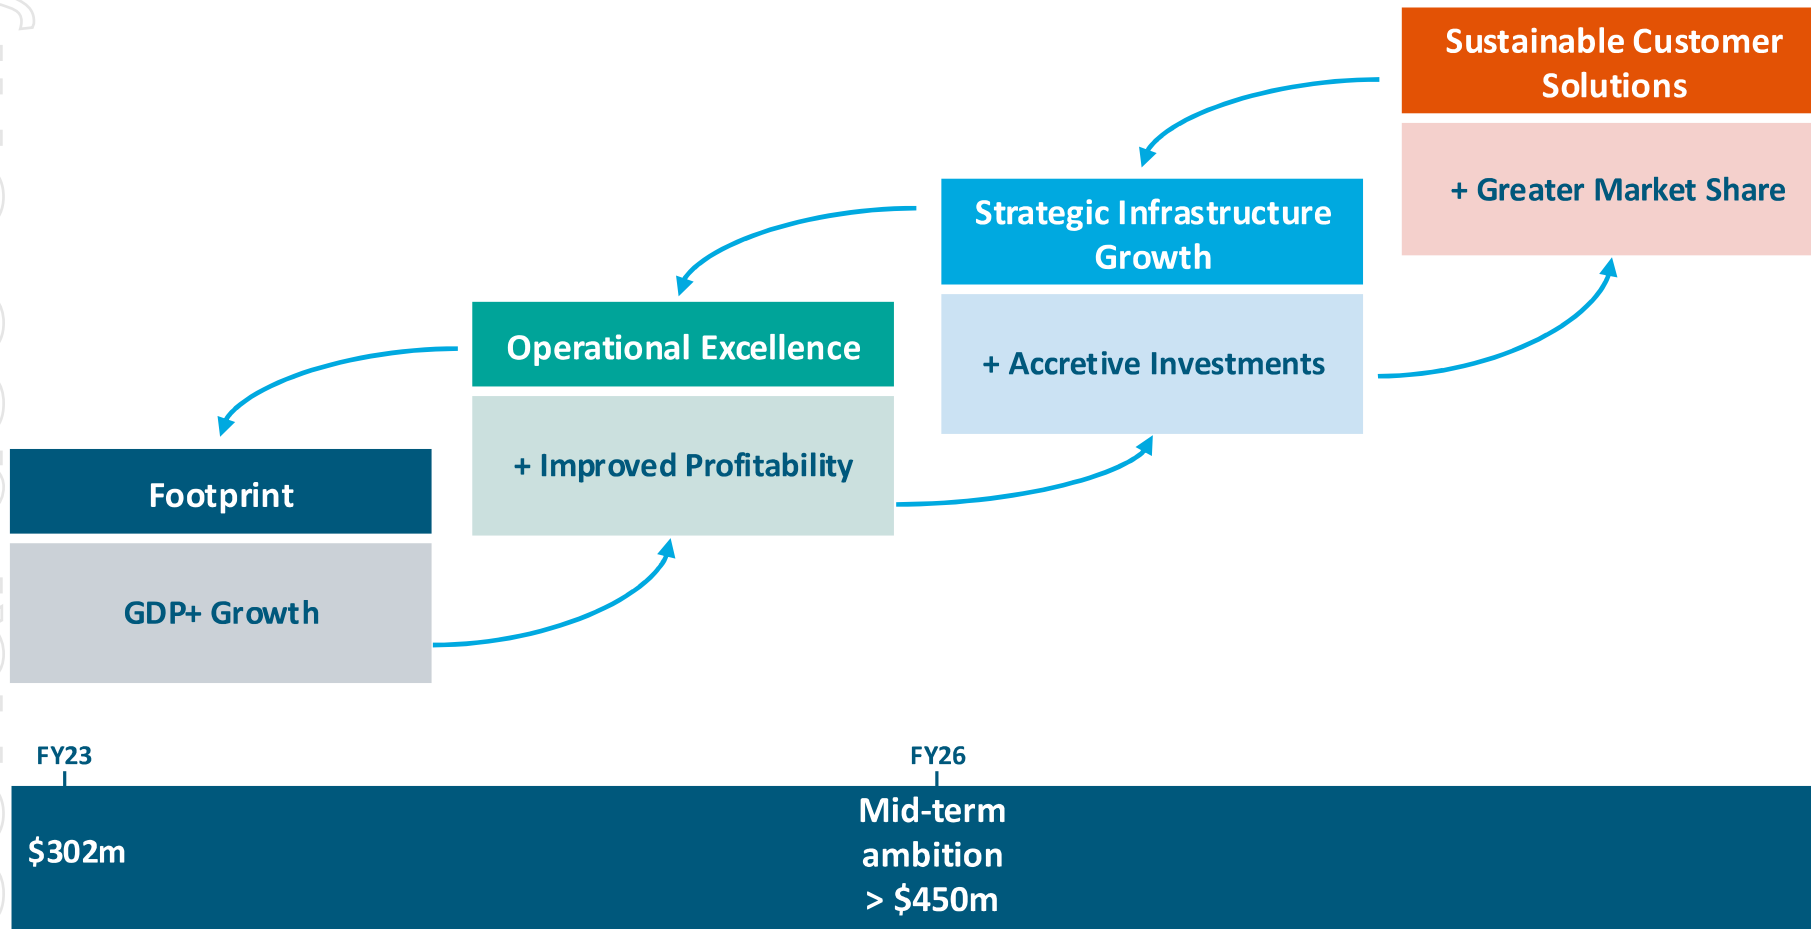 Sustainable Customer
Solutions
+ Greater Market Share
Strategic Infrastructure
Growth
+ Accretive Investments
Operational Excellence
+ Improved Profitability
Footprint
GDP+ Growth
FY23
FY26
$302m
Mid-term
ambition
> $450m